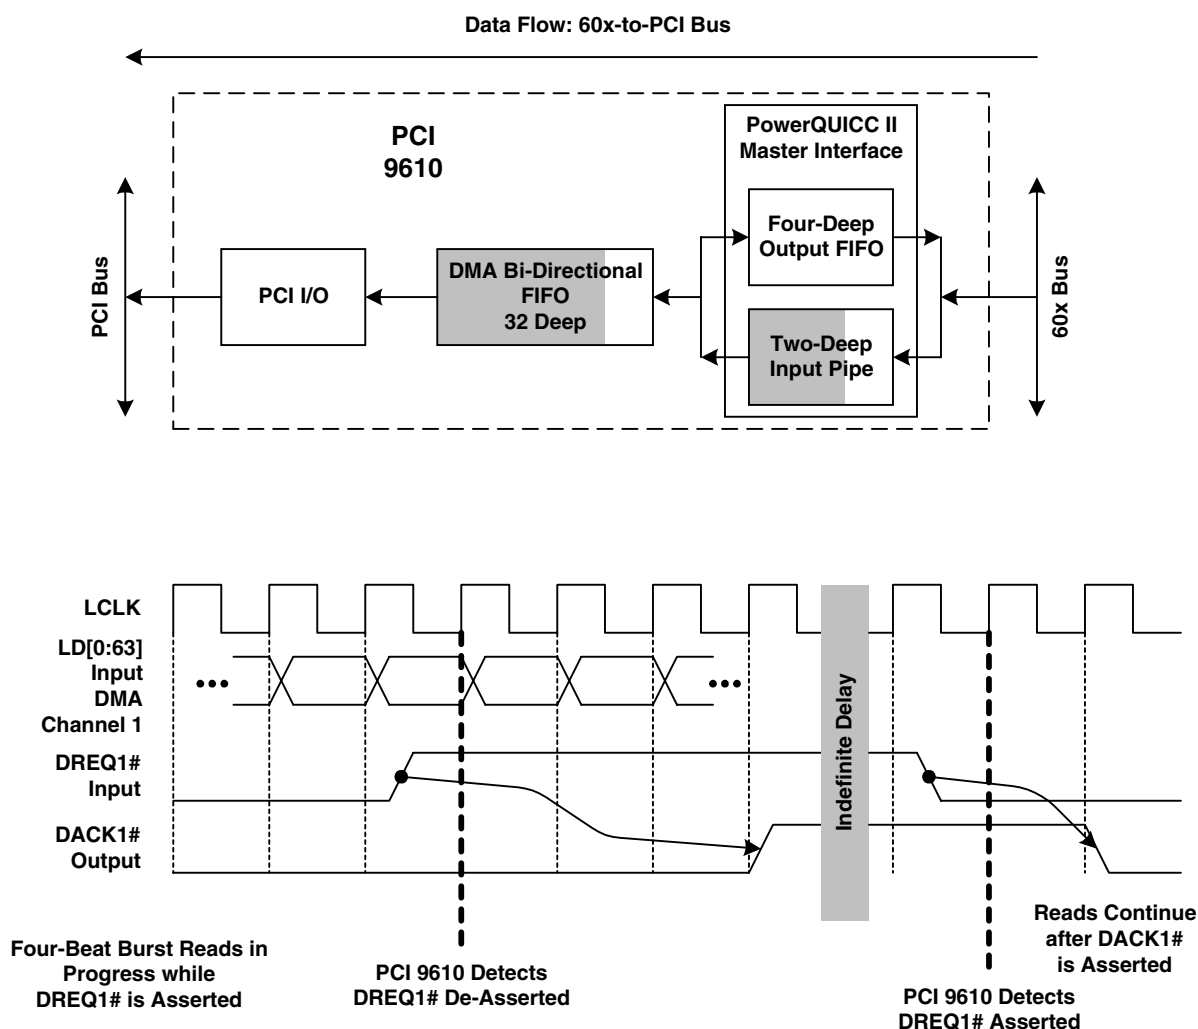 Data Flow: 60x-to-PCI Bus
PCI
9610
PowerQUICC II
Master Interface
Four-Deep
Output FIFO
PCI Bus
PCI I/O
DMA Bi-Directional
FIFO
32 Deep
Two-Deep
Input Pipe
60x Bus
LCLK
LD[0:63]
Input
DMA
Channel 1
DREQ1#
Input
DACK1#
Output
Indefinite Delay
Four-Beat Burst Reads in
Progress while
DREQ1# is Asserted
PCI 9610 Detects
DREQ1# De-Asserted
Reads Continue
after DACK1#
is Asserted
PCI 9610 Detects
DREQ1# Asserted